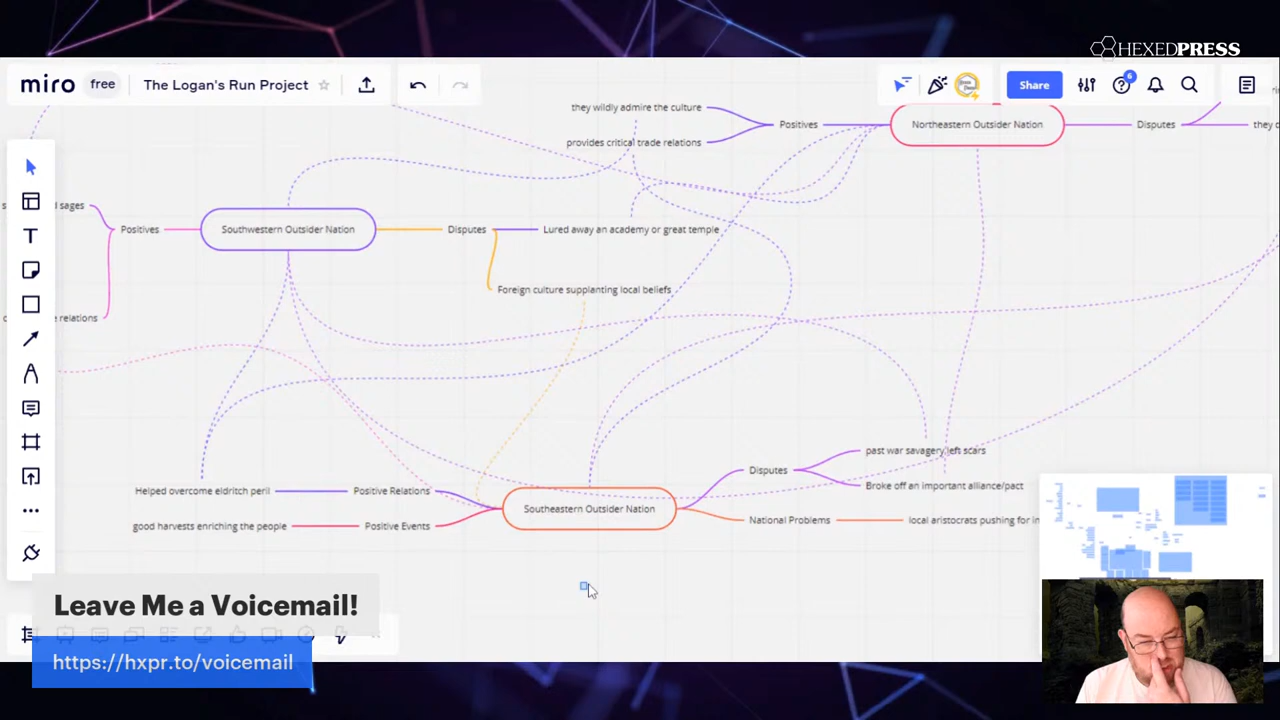 HEXEDPRESS
miro
free
The Logan's Run Project
Share
6
they wildly admire the culture
provides critical trade relations
Positives
Northeastern Outsider Nation
Disputes
they
sages
Positives
Southwestern Outsider Nation
Disputes
Lured away an academy or great temple
Foreign culture supplanting local beliefs
relations
past war savagery left scars
Disputes
Broke off an important alliance/pact
Helped overcome eldritch peril
Positive Relations
Southeastern Outsider Nation
good harvests enriching the people
Positive Events
National Problems
local aristocrats pushing for in
Leave Me a Voicemail!
https://hxpr.to/voicemail